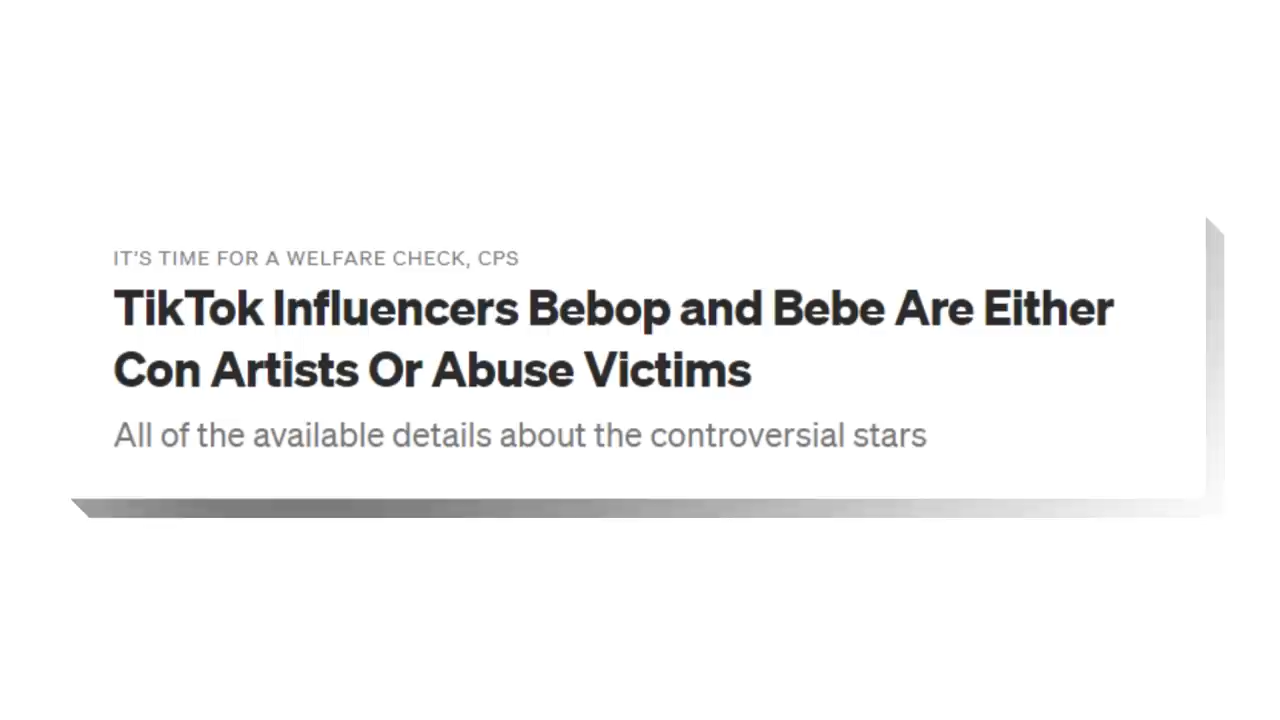 IT'S TIME FOR A WELFARE CHECK, CPS
TikTok Influencers Bebop and Bebe Are Either
Con Artists Or Abuse Victims
All of the available details about the controversial stars